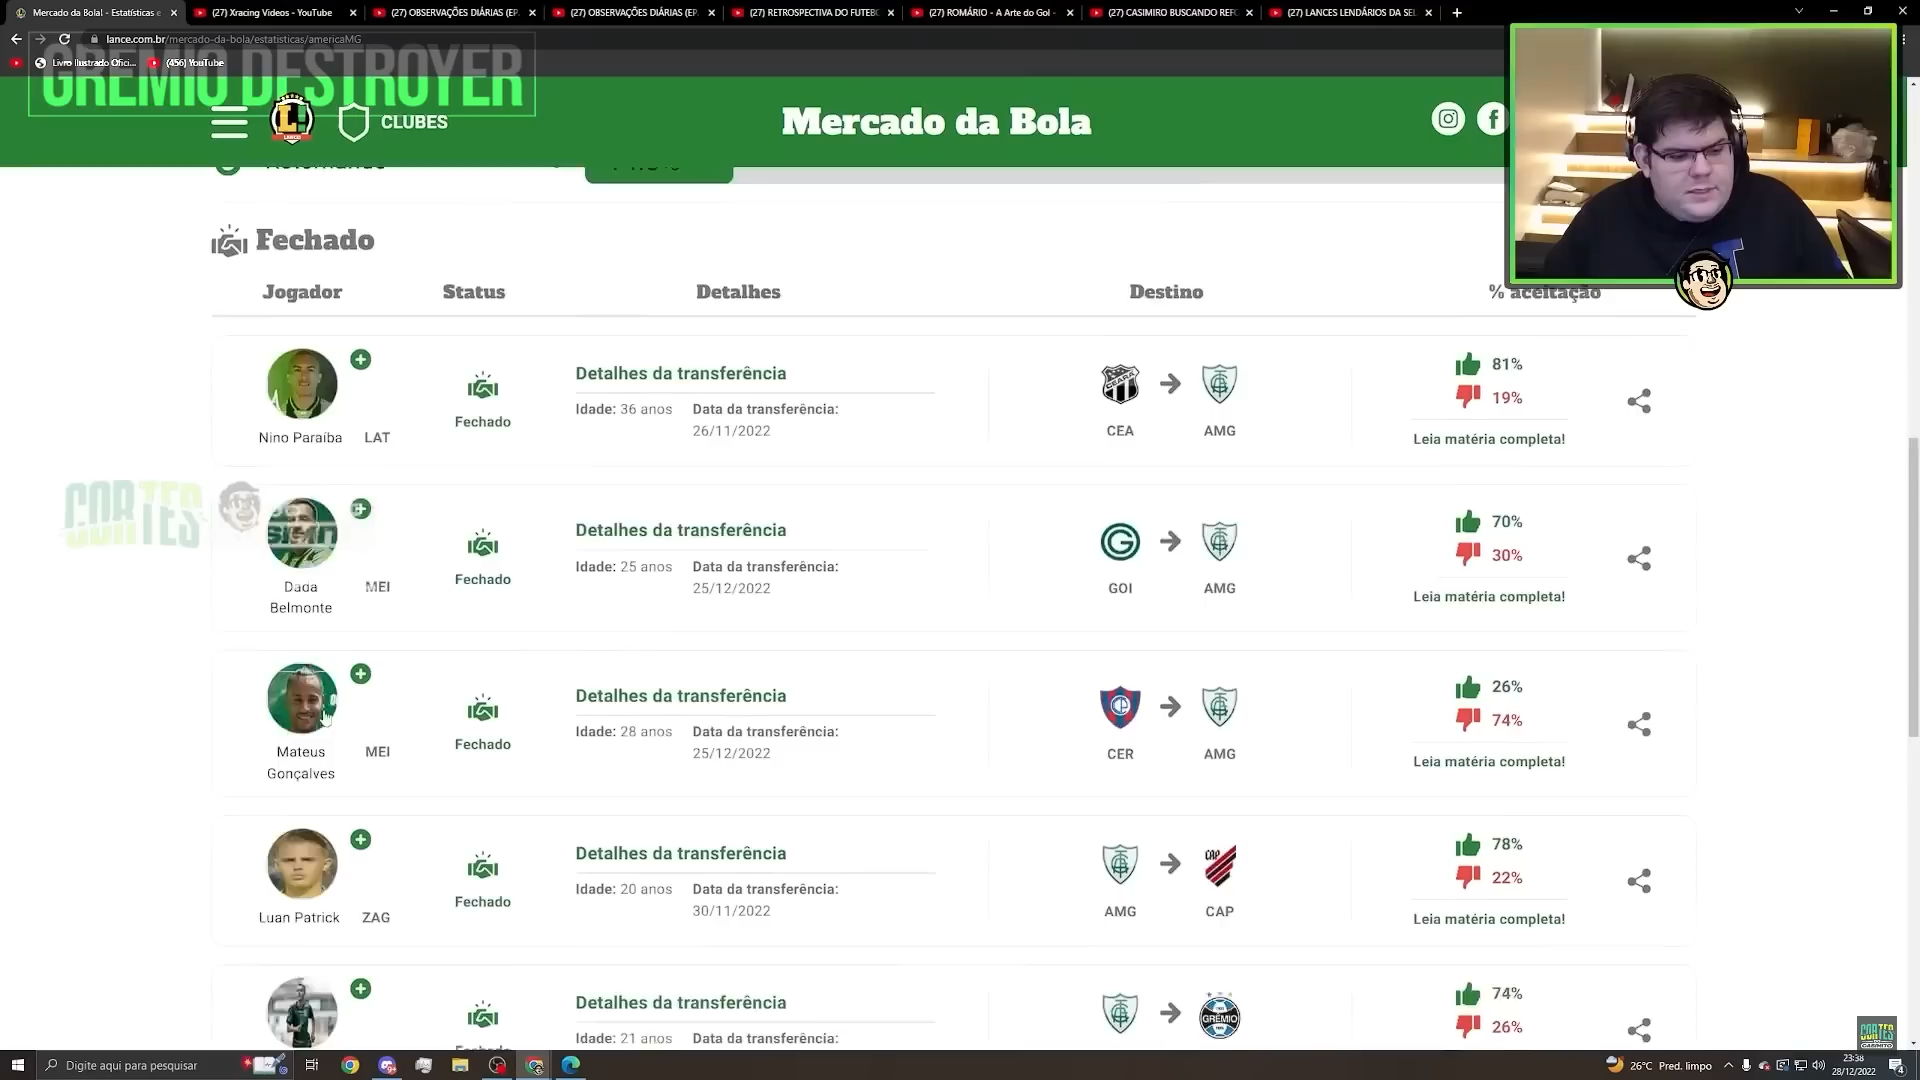 Mercado da Bola! - Estatísticas e
(27) Xracing Videos - YouTube
(27) OBSERVAÇÕES DIÁRIAS (EP.
(27) OBSERVAÇÕES DIÁRIAS (EP.
(27) RETROSPECTIVA DO FUTEBO
(27) ROMÁRIO - A Arte do Gol -
(27) CASIMIRO BUSCANDO REFO
(27) LANCES LENDÁRIOS DA SEL
lance.com.br/mercado-da-bola/estatisticas/americaMG
Livro Ilustrado Ofici...
(456) YouTube
GREMIO DESTROYER
CLUBES
Mercado da Bola
Fechado
Jogador Status Detalhes Destino % aceitação
Detalhes da transferência
81%
Idade: 36 anos Data da transferência:
26/11/2022
19%
Fechado
Nino Paraíba LAT
CEA AMG
Leia matéria completa!
CORTES
Detalhes da transferência
70%
Idade: 25 anos Data da transferência:
25/12/2022
30%
Fechado
Dada Belmonte MEI
GOI AMG
Leia matéria completa!
Detalhes da transferência
26%
Idade: 28 anos Data da transferência:
25/12/2022
74%
Fechado
Mateus Gonçalves MEI
CER AMG
Leia matéria completa!
Detalhes da transferência
78%
Idade: 20 anos Data da transferência:
30/11/2022
22%
Fechado
Luan Patrick ZAG
AMG CAP
Leia matéria completa!
Detalhes da transferência
74%
Idade: 21 anos Data da transferência:
26%
GRÊMIO
Digite aqui para pesquisar
26°C Pred. limpo
23:38
28/12/2022